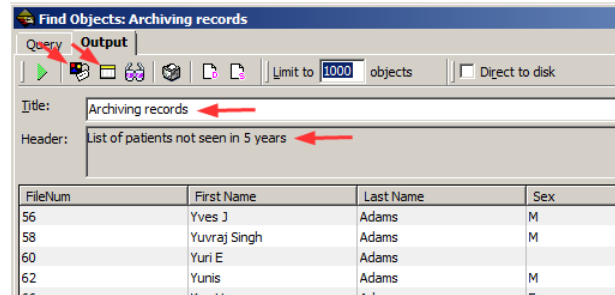 Find Objects: Archiving records
Query Output
Limit to 1000 objects Direct to disk
Title: Archiving records
Header: List of patients not seen in 5 years
FileNum First Name Last Name Sex
56 Yves J Adams M
58 Yuvraj Singh Adams M
60 Yuri E Adams
62 Yunis Adams M